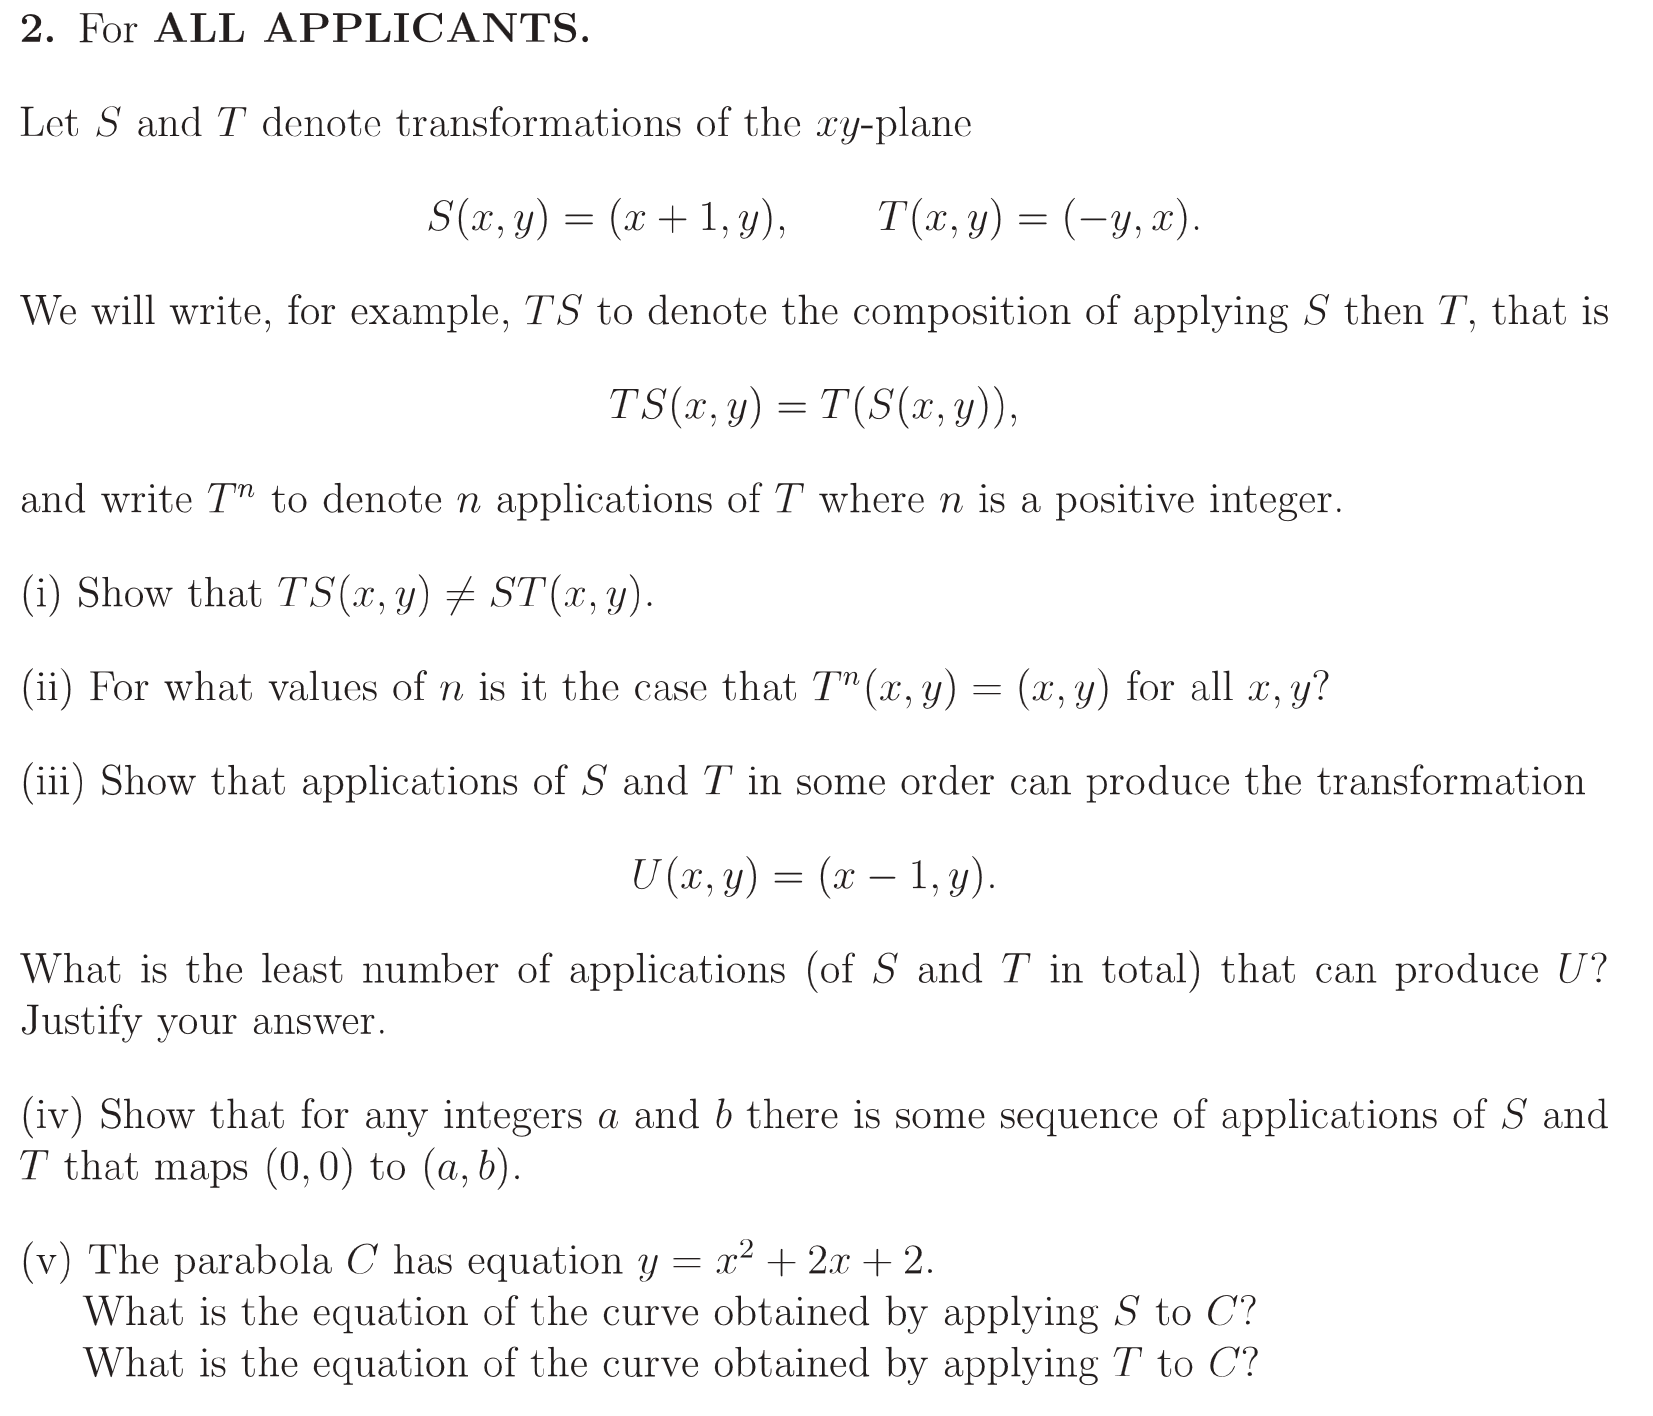 2. For ALL APPLICANTS.
Let S and T denote transformations of the xy-plane
S(x, y) = (x + 1, y), T(x, y) = (−y, x).
We will write, for example, TS to denote the composition of applying S then T, that is
TS(x, y) = T(S(x, y)),
and write Tⁿ to denote n applications of T where n is a positive integer.
(i) Show that TS(x, y) ≠ ST(x, y).
(ii) For what values of n is it the case that Tⁿ(x, y) = (x, y) for all x, y?
(iii) Show that applications of S and T in some order can produce the transformation
U(x, y) = (x − 1, y).
What is the least number of applications (of S and T in total) that can produce U?
Justify your answer.
(iv) Show that for any integers a and b there is some sequence of applications of S and
T that maps (0, 0) to (a, b).
(v) The parabola C has equation y = x² + 2x + 2.
What is the equation of the curve obtained by applying S to C?
What is the equation of the curve obtained by applying T to C?